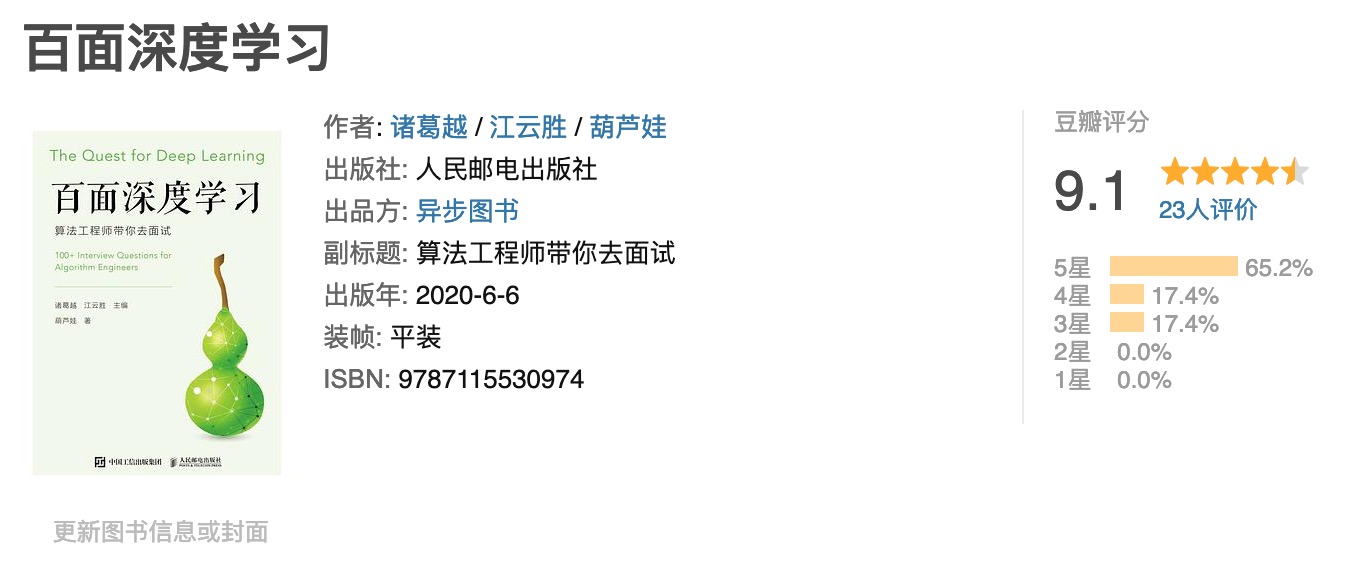 百面深度学习
The Quest for Deep Learning
百面深度学习
算法工程师带你去面试
100+ Interview Questions for
Algorithm Engineers
诸葛越 江云胜 主编
葫芦娃 著
中国工信出版集团 人民邮电出版社
POSTS & TELECOM PRESS
更新图书信息或封面
作者: 诸葛越 / 江云胜 / 葫芦娃
出版社: 人民邮电出版社
出品方: 异步图书
副标题: 算法工程师带你去面试
出版年: 2020-6-6
装帧: 平装
ISBN: 9787115530974
豆瓣评分
9.1
23人评价
5星 65.2%
4星 17.4%
3星 17.4%
2星 0.0%
1星 0.0%